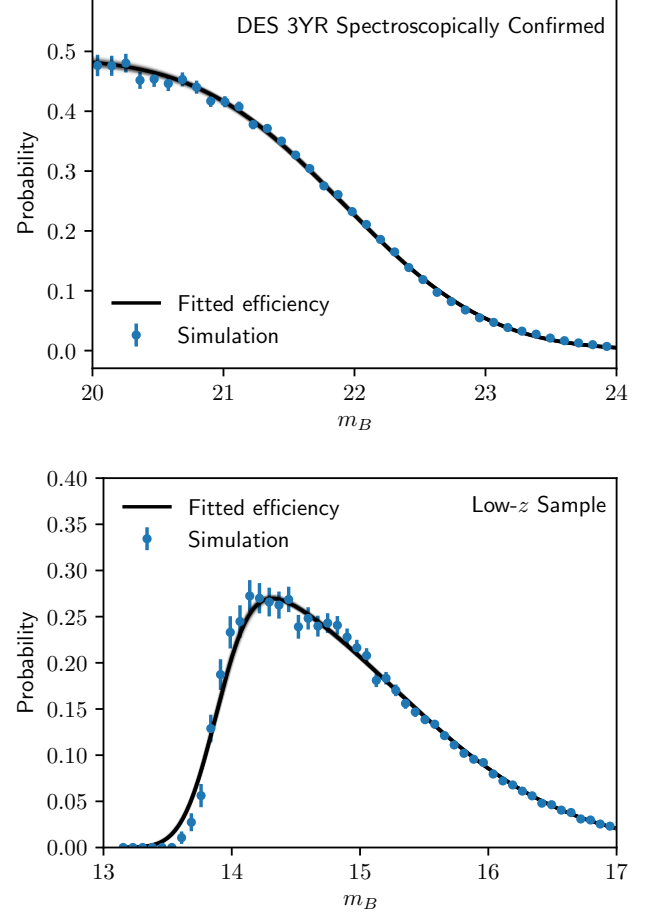 DES 3YR Spectroscopically Confirmed
0.5
0.4
0.3
0.2
0.1
0.0
Probability
Fitted efficiency
Simulation
20 21 22 23 24
m_B
0.40
0.35
0.30
0.25
0.20
0.15
0.10
0.05
0.00
Probability
Fitted efficiency
Simulation
Low-z Sample
13 14 15 16 17
m_B